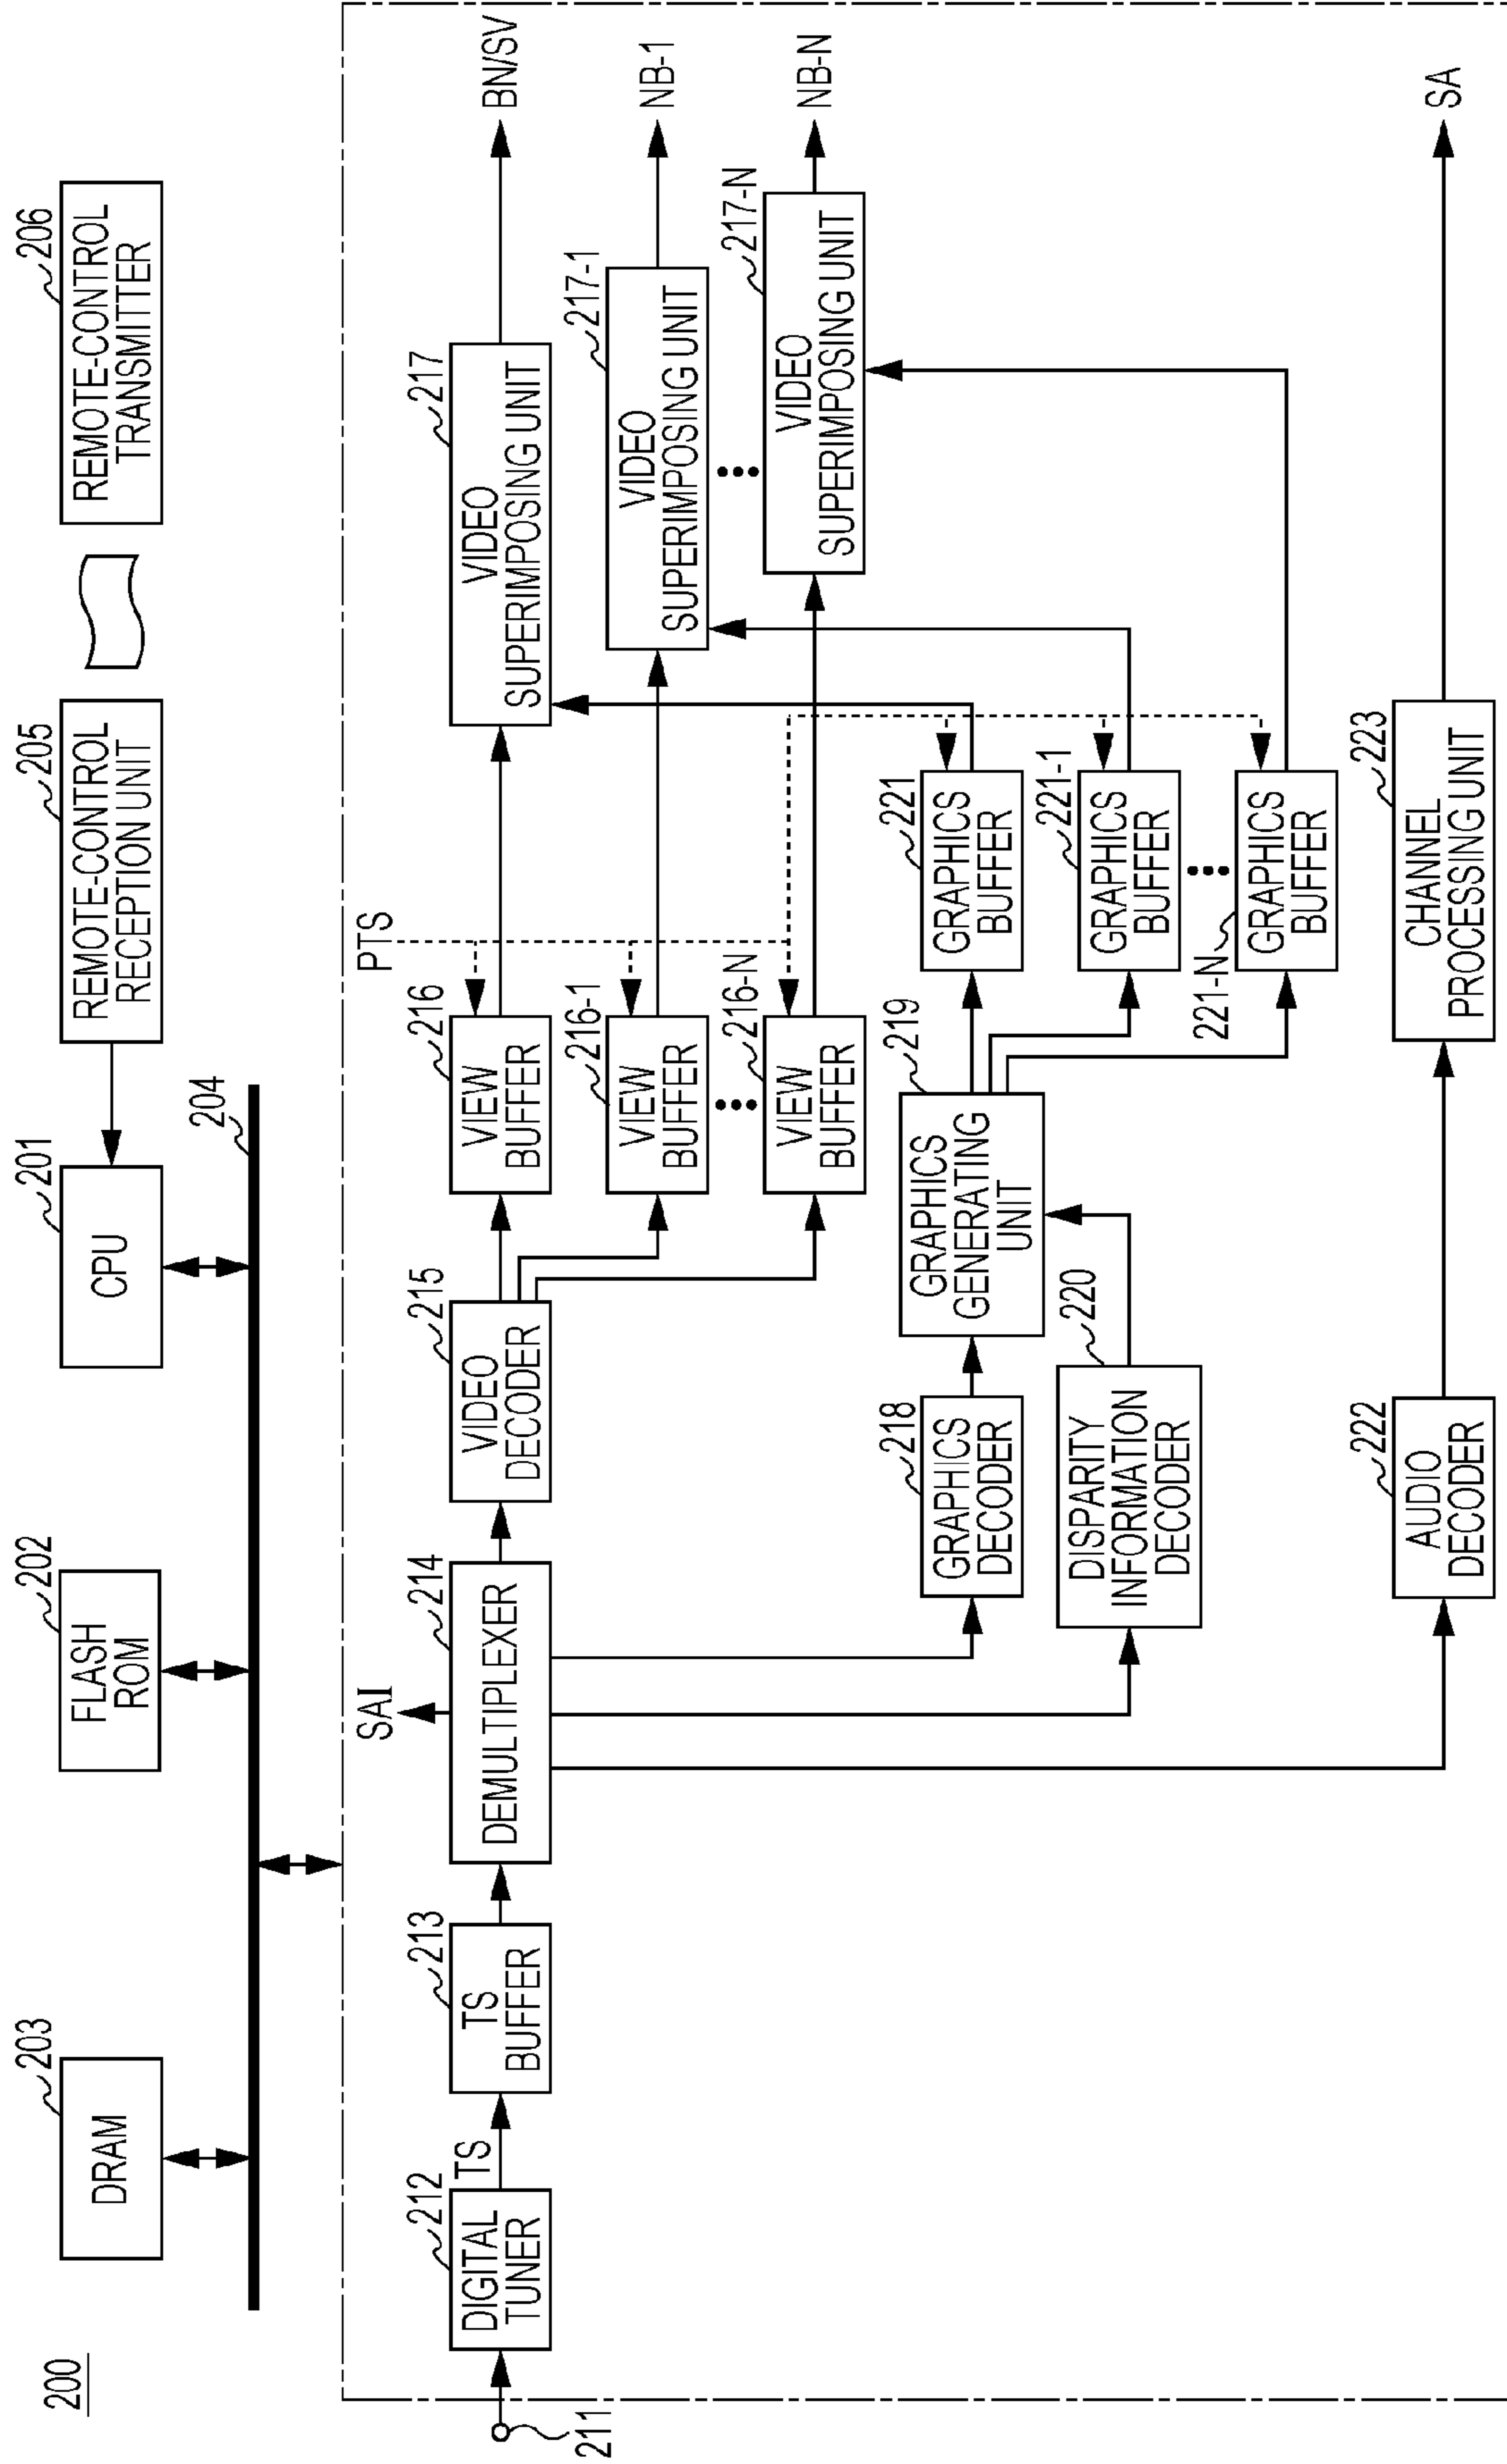 200
203
DRAM
202
FLASH
ROM
201
CPU
205
REMOTE-CONTROL
RECEPTION UNIT
206
REMOTE-CONTROL
TRANSMITTER
204
211
212
DIGITAL
TUNER
TS
213
TS
BUFFER
SAI
214
DEMULTIPLEXER
215
VIDEO
DECODER
PTS
216
VIEW
BUFFER
216-1
VIEW
BUFFER
216-N
VIEW
BUFFER
217
VIDEO
SUPERIMPOSING UNIT
BN/SV
217-1
VIDEO
SUPERIMPOSING UNIT
NB-1
217-N
VIDEO
SUPERIMPOSING UNIT
NB-N
218
GRAPHICS
DECODER
219
GRAPHICS
GENERATING
UNIT
220
DISPARITY
INFORMATION
DECODER
221
GRAPHICS
BUFFER
221-1
GRAPHICS
BUFFER
221-N
GRAPHICS
BUFFER
222
AUDIO
DECODER
223
CHANNEL
PROCESSING UNIT
SA